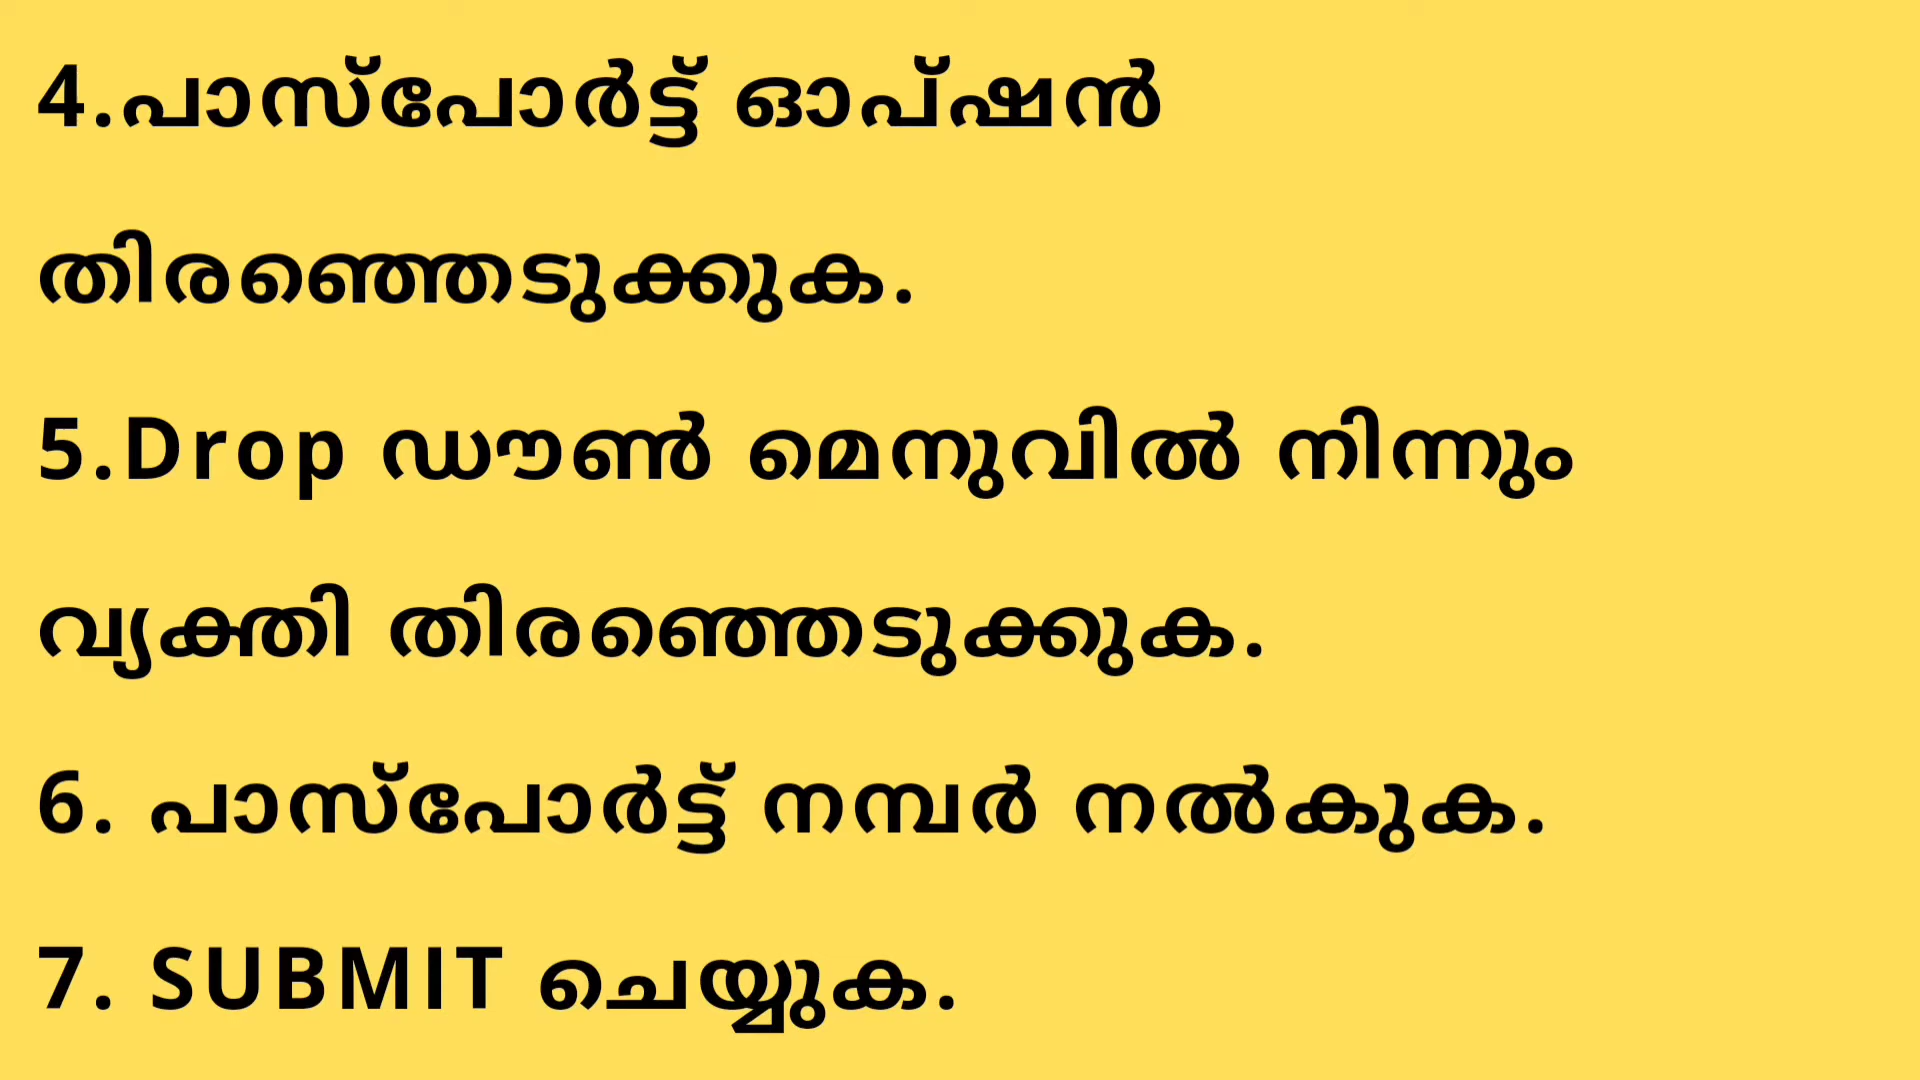 4.പാസ്പോർട്ട് ഓപ്ഷൻ
തിരഞ്ഞെടുക്കുക.
5.Drop ഡൗൺ മെനുവിൽ നിന്നും
വ്യക്തി തിരഞ്ഞെടുക്കുക.
6. പാസ്പോർട്ട് നമ്പർ നൽകുക.
7. SUBMIT ചെയ്യുക.